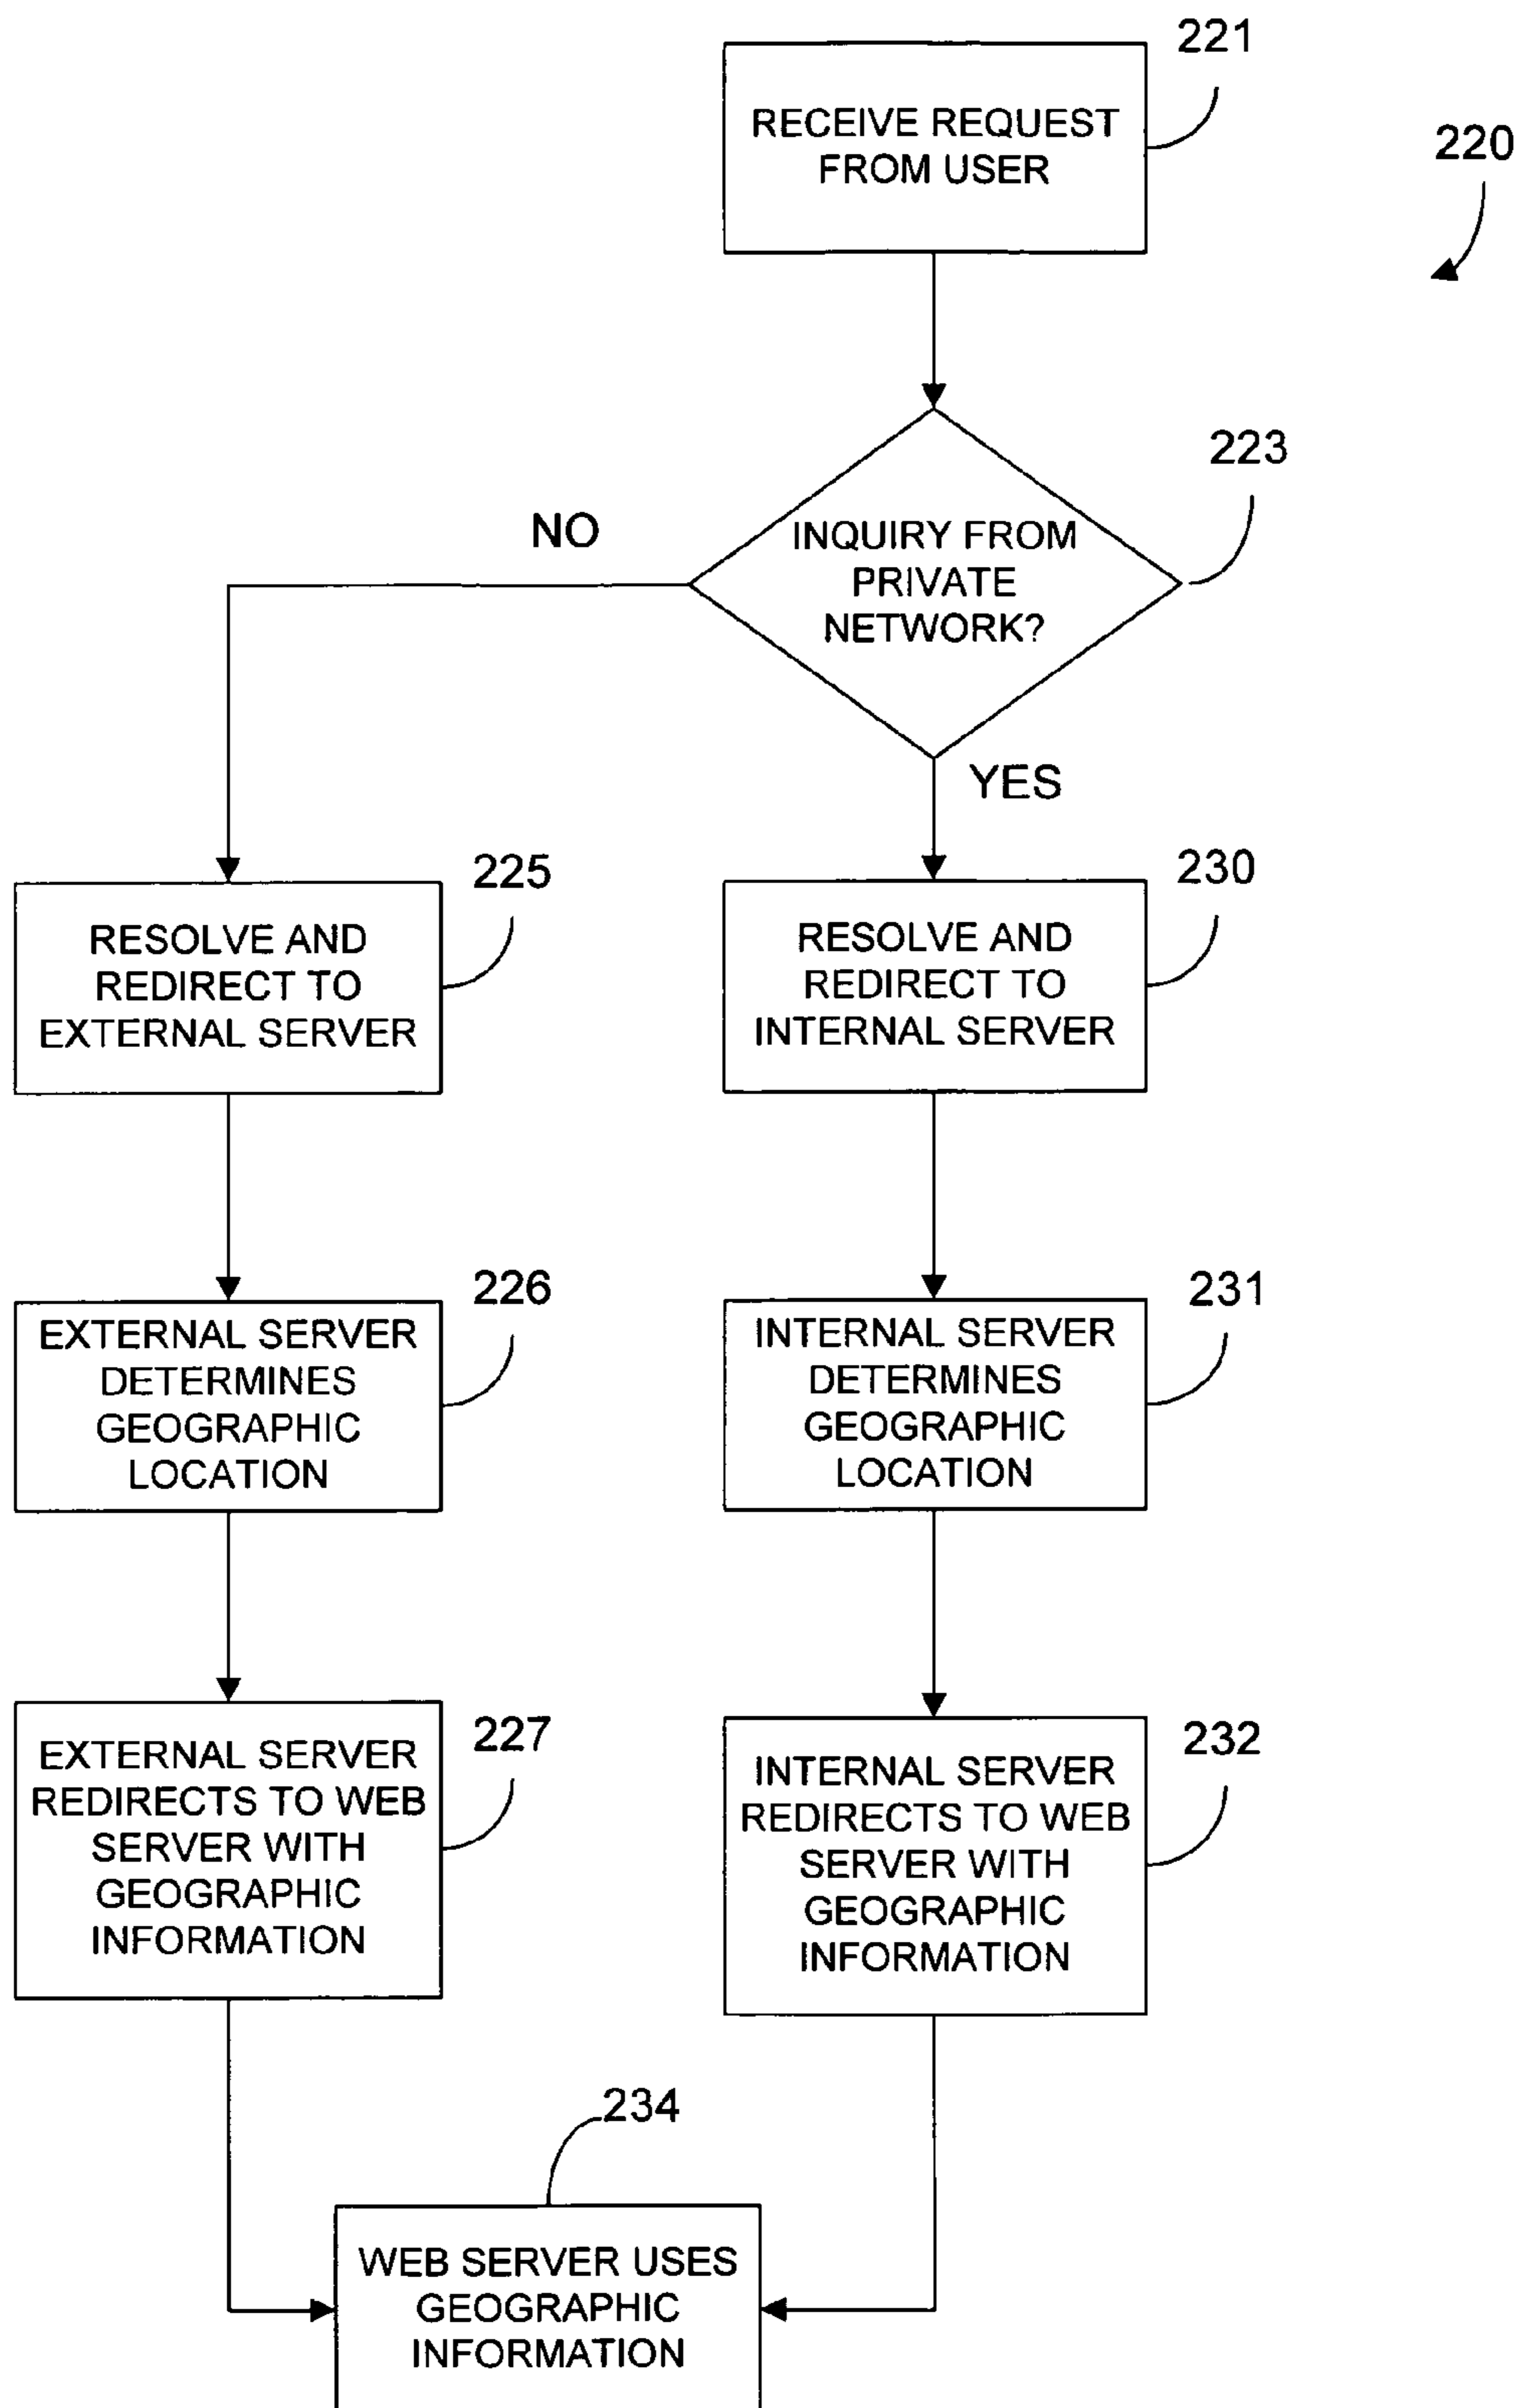 221
RECEIVE REQUEST
FROM USER
220
223
INQUIRY FROM
PRIVATE
NETWORK?
NO
YES
225
RESOLVE AND
REDIRECT TO
EXTERNAL SERVER
230
RESOLVE AND
REDIRECT TO
INTERNAL SERVER
226
EXTERNAL SERVER
DETERMINES
GEOGRAPHIC
LOCATION
231
INTERNAL SERVER
DETERMINES
GEOGRAPHIC
LOCATION
227
EXTERNAL SERVER
REDIRECTS TO WEB
SERVER WITH
GEOGRAPHIC
INFORMATION
232
INTERNAL SERVER
REDIRECTS TO WEB
SERVER WITH
GEOGRAPHIC
INFORMATION
234
WEB SERVER USES
GEOGRAPHIC
INFORMATION